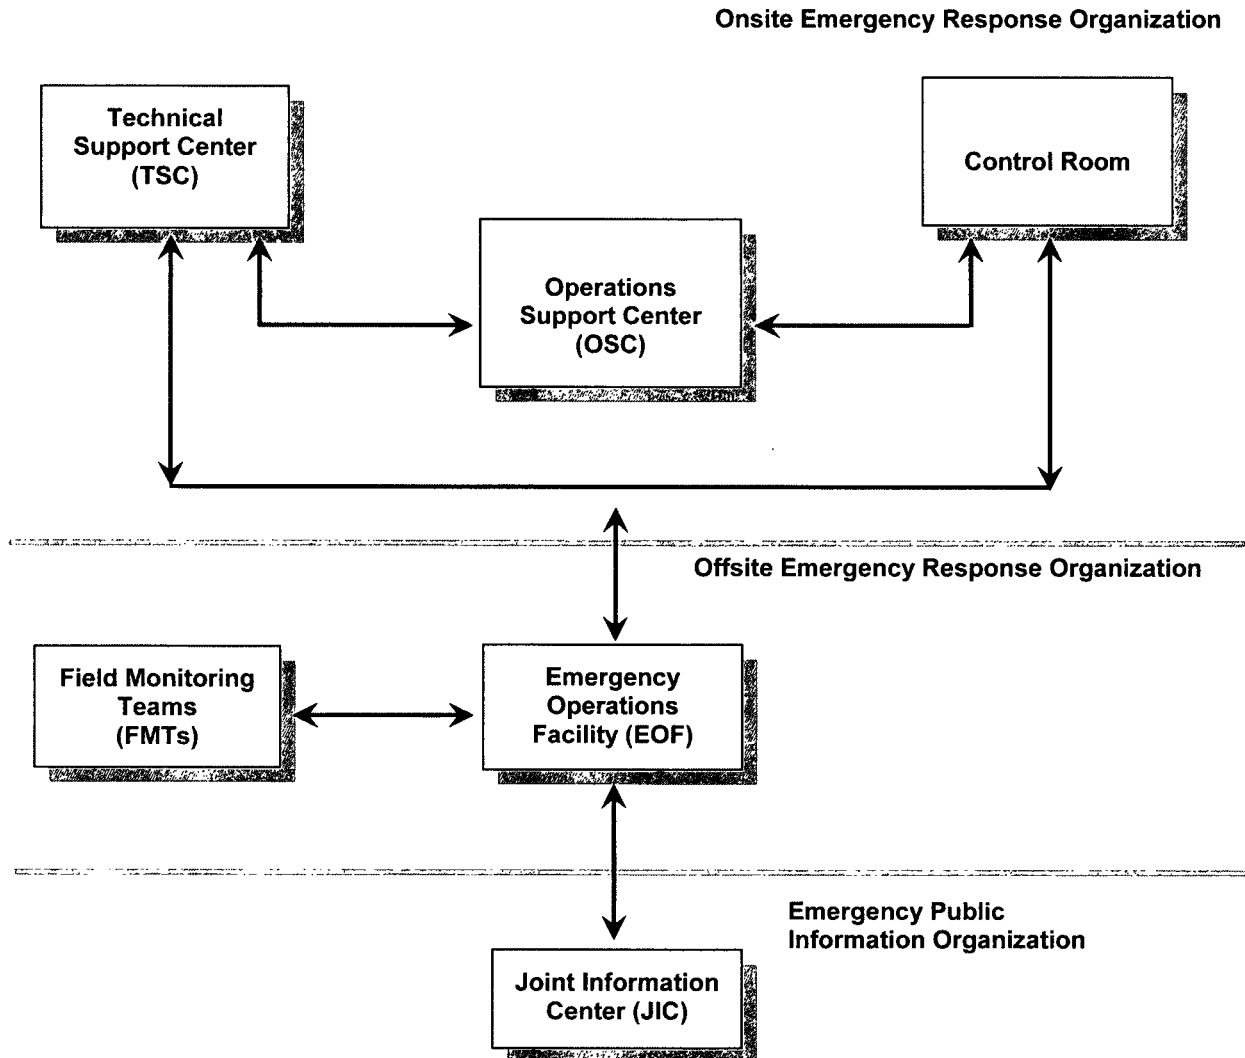 Onsite Emergency Response Organization
Technical
Support Center
(TSC)
Control Room
Operations
Support Center
(OSC)
Offsite Emergency Response Organization
Field Monitoring
Teams
(FMTs)
Emergency
Operations
Facility (EOF)
Emergency Public
Information Organization
Joint Information
Center (JIC)